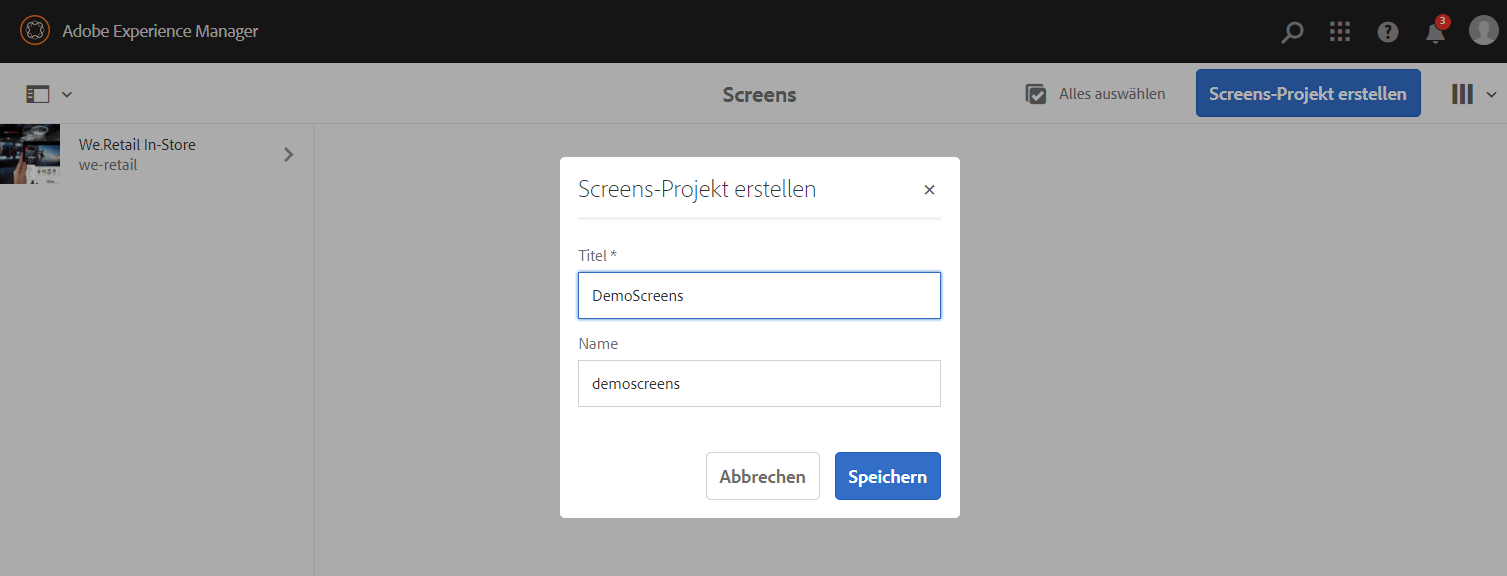 Adobe Experience Manager
3
Screens
Alles auswählen
Screens-Projekt erstellen
We.Retail In-Store
we-retail
Screens-Projekt erstellen
Titel *
DemoScreens
Name
demoscreens
Abbrechen
Speichern